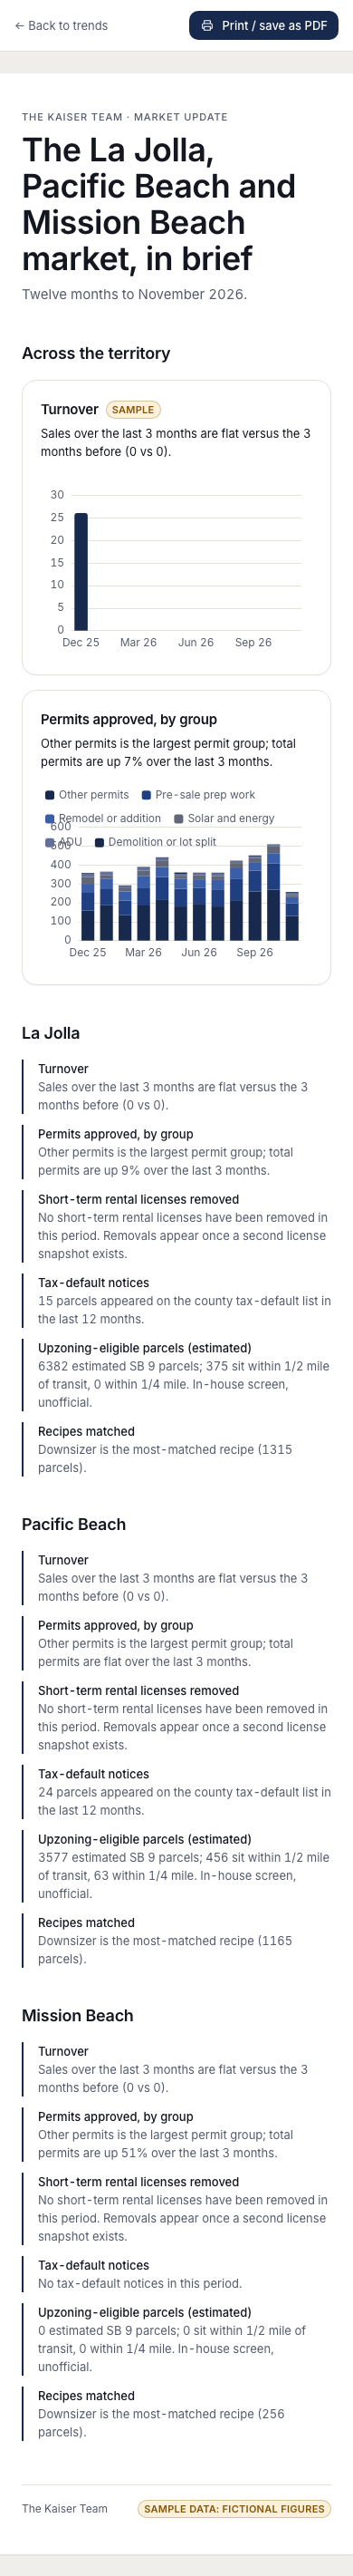 ← Back to trends
Print / save as PDF
THE KAISER TEAM · MARKET UPDATE
The La Jolla,
Pacific Beach and
Mission Beach
market, in brief
Twelve months to November 2026.
Across the territory
Turnover SAMPLE
Sales over the last 3 months are flat versus the 3
months before (0 vs 0).
30
25
20
15
10
5
0
Dec 25 Mar 26 Jun 26 Sep 26
Permits approved, by group
Other permits is the largest permit group; total
permits are up 7% over the last 3 months.
Other permits Pre-sale prep work
Remodel or addition Solar and energy
ADU Demolition or lot split
600
500
400
300
200
100
0
Dec 25 Mar 26 Jun 26 Sep 26
La Jolla
Turnover
Sales over the last 3 months are flat versus the 3
months before (0 vs 0).
Permits approved, by group
Other permits is the largest permit group; total
permits are up 9% over the last 3 months.
Short-term rental licenses removed
No short-term rental licenses have been removed in
this period. Removals appear once a second license
snapshot exists.
Tax-default notices
15 parcels appeared on the county tax-default list in
the last 12 months.
Upzoning-eligible parcels (estimated)
6382 estimated SB 9 parcels; 375 sit within 1/2 mile
of transit, 0 within 1/4 mile. In-house screen,
unofficial.
Recipes matched
Downsizer is the most-matched recipe (1315
parcels).
Pacific Beach
Turnover
Sales over the last 3 months are flat versus the 3
months before (0 vs 0).
Permits approved, by group
Other permits is the largest permit group; total
permits are flat over the last 3 months.
Short-term rental licenses removed
No short-term rental licenses have been removed in
this period. Removals appear once a second license
snapshot exists.
Tax-default notices
24 parcels appeared on the county tax-default list in
the last 12 months.
Upzoning-eligible parcels (estimated)
3577 estimated SB 9 parcels; 456 sit within 1/2 mile
of transit, 63 within 1/4 mile. In-house screen,
unofficial.
Recipes matched
Downsizer is the most-matched recipe (1165
parcels).
Mission Beach
Turnover
Sales over the last 3 months are flat versus the 3
months before (0 vs 0).
Permits approved, by group
Other permits is the largest permit group; total
permits are up 51% over the last 3 months.
Short-term rental licenses removed
No short-term rental licenses have been removed in
this period. Removals appear once a second license
snapshot exists.
Tax-default notices
No tax-default notices in this period.
Upzoning-eligible parcels (estimated)
0 estimated SB 9 parcels; 0 sit within 1/2 mile of
transit, 0 within 1/4 mile. In-house screen,
unofficial.
Recipes matched
Downsizer is the most-matched recipe (256
parcels).
The Kaiser Team
SAMPLE DATA: FICTIONAL FIGURES